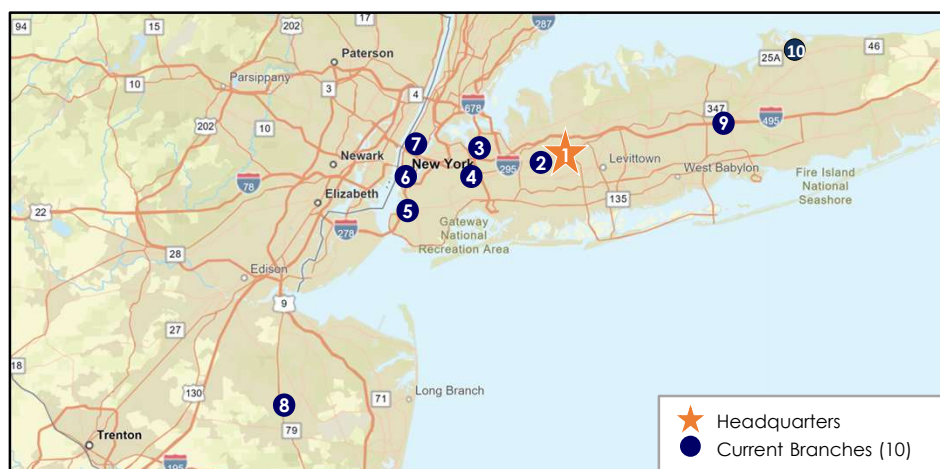 94
15
202
17
287
Paterson
25A
10
46
Parsippany
10
3
4
678
347
9
495
202
10
7
3
Newark
New York
295
2
1
Levittown
6
4
West Babylon
78
Elizabeth
135
Fire Island
National
Seashore
22
5
278
Gateway
National
Recreation Area
28
Edison
9
27
18
130
8
71
Long Branch
79
Trenton
195
Headquarters
Current Branches (10)